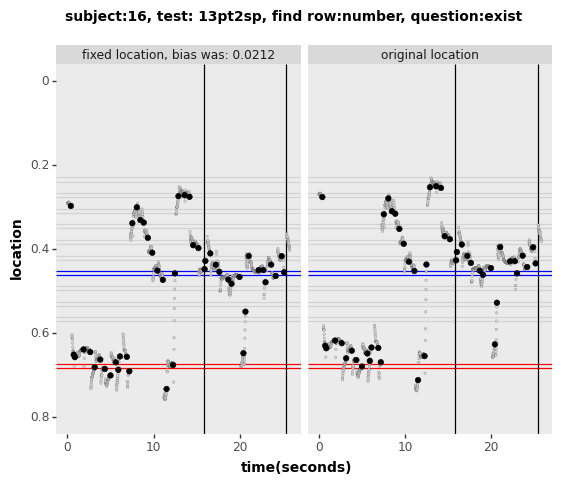 subject:16, test: 13pt2sp, find row:number, question:exist
fixed location, bias was: 0.0212
original location
0
0.2
0.4
0.6
0.8
location
0
10
20
0
10
20
time(seconds)